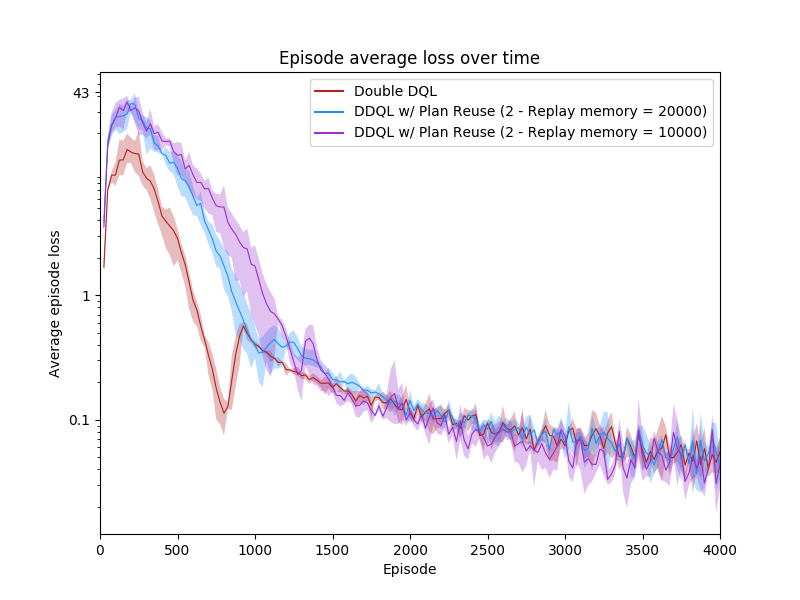 Episode average loss over time
Double DQL
DDQL w/ Plan Reuse (2 - Replay memory = 20000)
DDQL w/ Plan Reuse (2 - Replay memory = 10000)
43
1
0.1
Average episode loss
0 500 1000 1500 2000 2500 3000 3500 4000
Episode